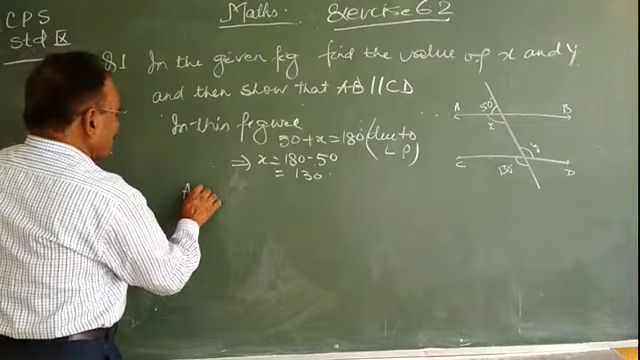 CPS
std IX
Maths.
Exercise 6.2
Q1 In the given fig find the value of x and y
and then show that AB || CD
In this figure
50+x=180 (due to
LP)
⇒ x=180-50
= 130.
A
A 50° B
x
y
C 130° D